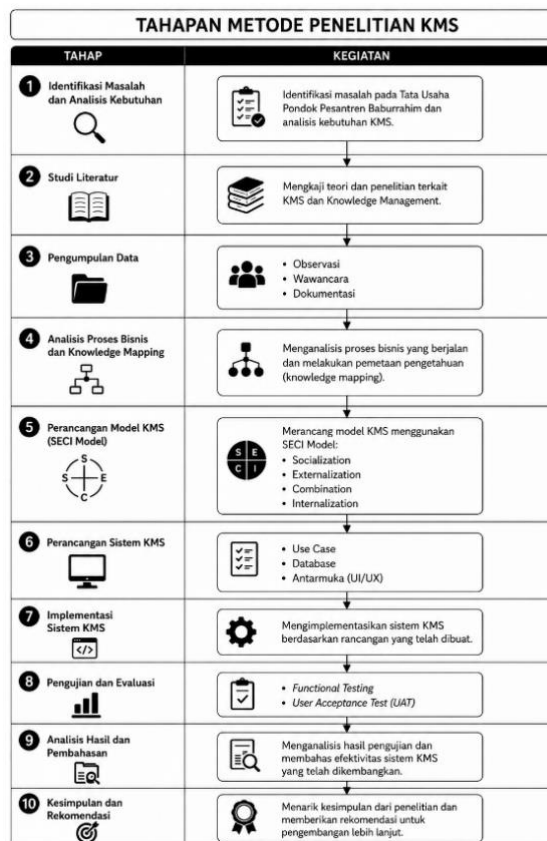 TAHAPAN METODE PENELITIAN KMS
TAHAP
KEGIATAN
1
Identifikasi Masalah
dan Analisis Kebutuhan
Identifikasi masalah pada Tata Usaha
Pondok Pesantren Baburrahim dan
analisis kebutuhan KMS.
2
Studi Literatur
Mengkaji teori dan penelitian terkait
KMS dan Knowledge Management.
3
Pengumpulan Data
• Observasi
• Wawancara
• Dokumentasi
4
Analisis Proses Bisnis
dan Knowledge Mapping
Menganalisis proses bisnis yang berjalan
dan melakukan pemetaan pengetahuan
(knowledge mapping).
5
Perancangan Model KMS
(SECI Model)
S
S E
C
S E
C I
Merancang model KMS menggunakan
SECI Model:
• Socialization
• Externalization
• Combination
• Internalization
6
Perancangan Sistem KMS
• Use Case
• Database
• Antarmuka (UI/UX)
7
Implementasi
Sistem KMS
</>
Mengimplementasikan sistem KMS
berdasarkan rancangan yang telah dibuat.
8
Pengujian dan Evaluasi
• Functional Testing
• User Acceptance Test (UAT)
9
Analisis Hasil dan
Pembahasan
Menganalisis hasil pengujian dan
membahas efektivitas sistem KMS
yang telah dikembangkan.
10
Kesimpulan dan
Rekomendasi
Menarik kesimpulan dari penelitian dan
memberikan rekomendasi untuk
pengembangan lebih lanjut.